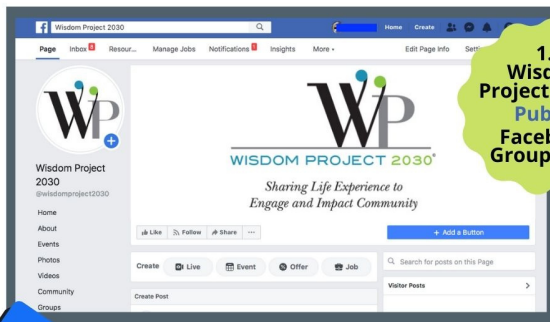 Wisdom Project 2030
Home Create
Page Inbox 8 Resour... Manage Jobs Notifications Insights More Edit Page Info
WP
WISDOM PROJECT 2030
Sharing Life Experience to
Engage and Impact Community
Wisdom Project
2030
@wisdomproject2030
Home
About
Events
Photos
Videos
Community
Groups
Like Follow Share ...
+ Add a Button
Create Live Event Offer Job
Search for posts on this Page
Create Post
Visitor Posts
1.
Project